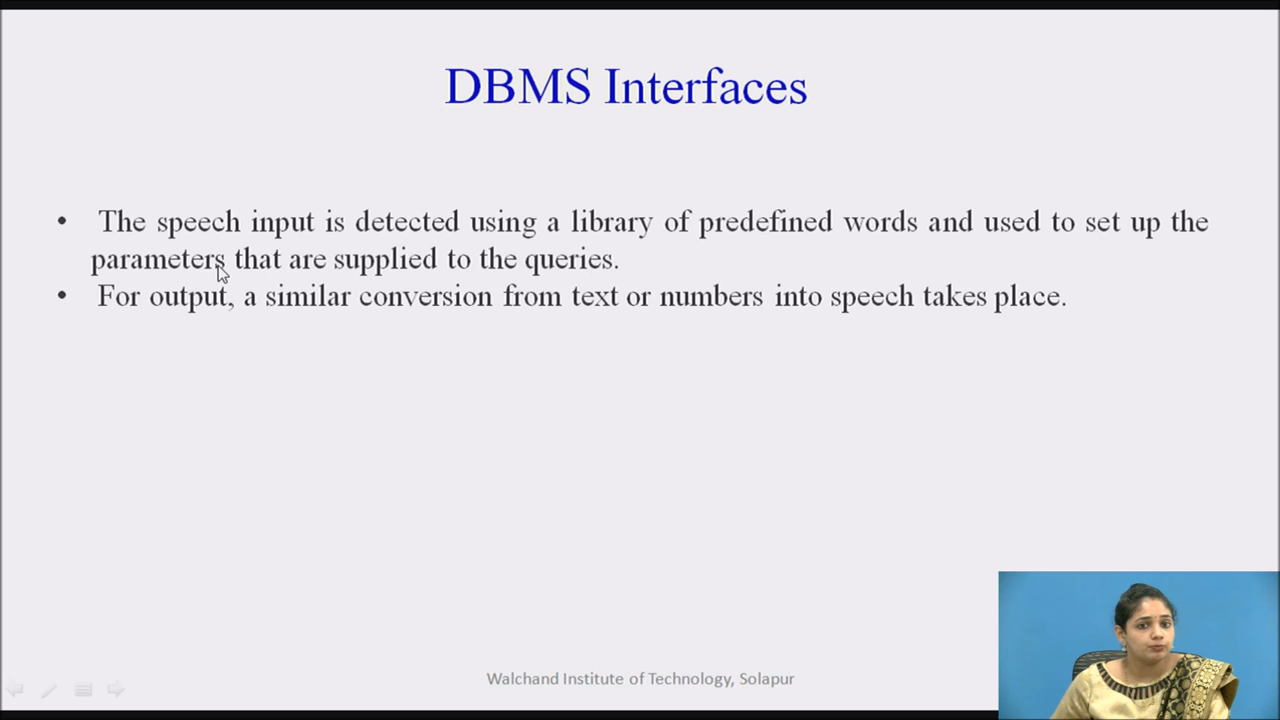 DBMS Interfaces
• The speech input is detected using a library of predefined words and used to set up the
parameters that are supplied to the queries.
• For output, a similar conversion from text or numbers into speech takes place.
Walchand Institute of Technology, Solapur